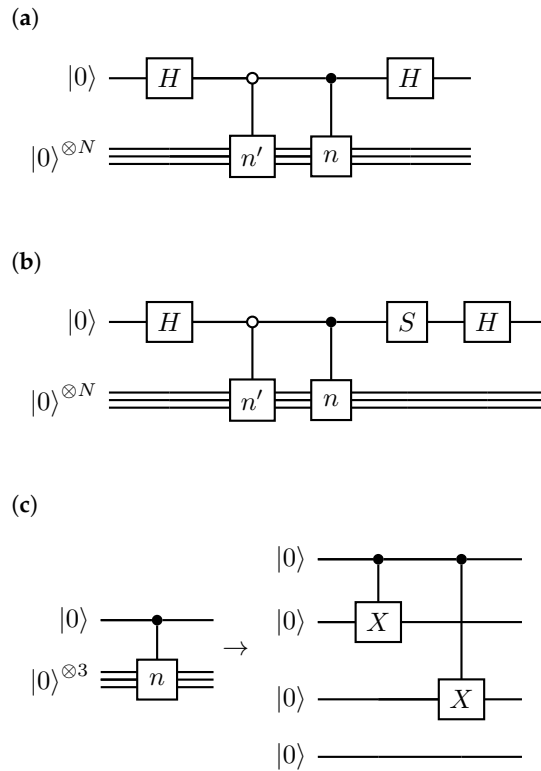 (a)
|0⟩ H H
|0⟩⊗N n′ n
(b)
|0⟩ H S H
|0⟩⊗N n′ n
(c)
|0⟩
|0⟩
|0⟩ X
|0⟩⊗3 n →
|0⟩ X
|0⟩